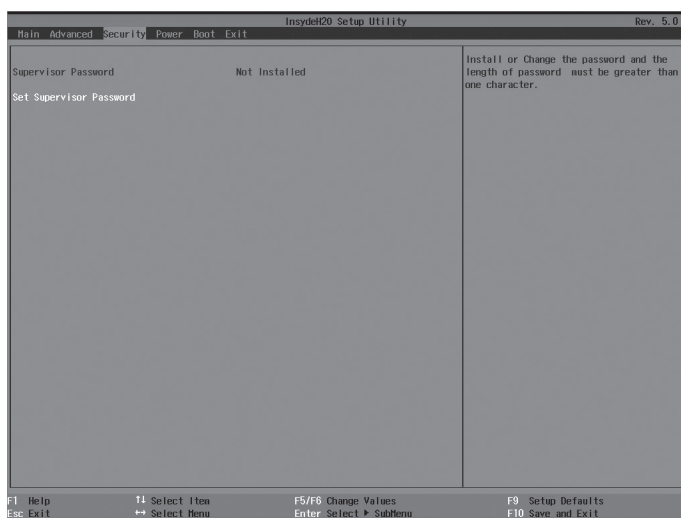 InsydeH20 Setup Utility Rev. 5.0
Main Advanced Security Power Boot Exit
Supervisor Password Not Installed
Set Supervisor Password
Install or Change the password and the
length of password must be greater than
one character.
F1 Help ↑↓ Select Item F5/F6 Change Values F9 Setup Defaults
Esc Exit ↔ Select Menu Enter Select ▶ SubMenu F10 Save and Exit